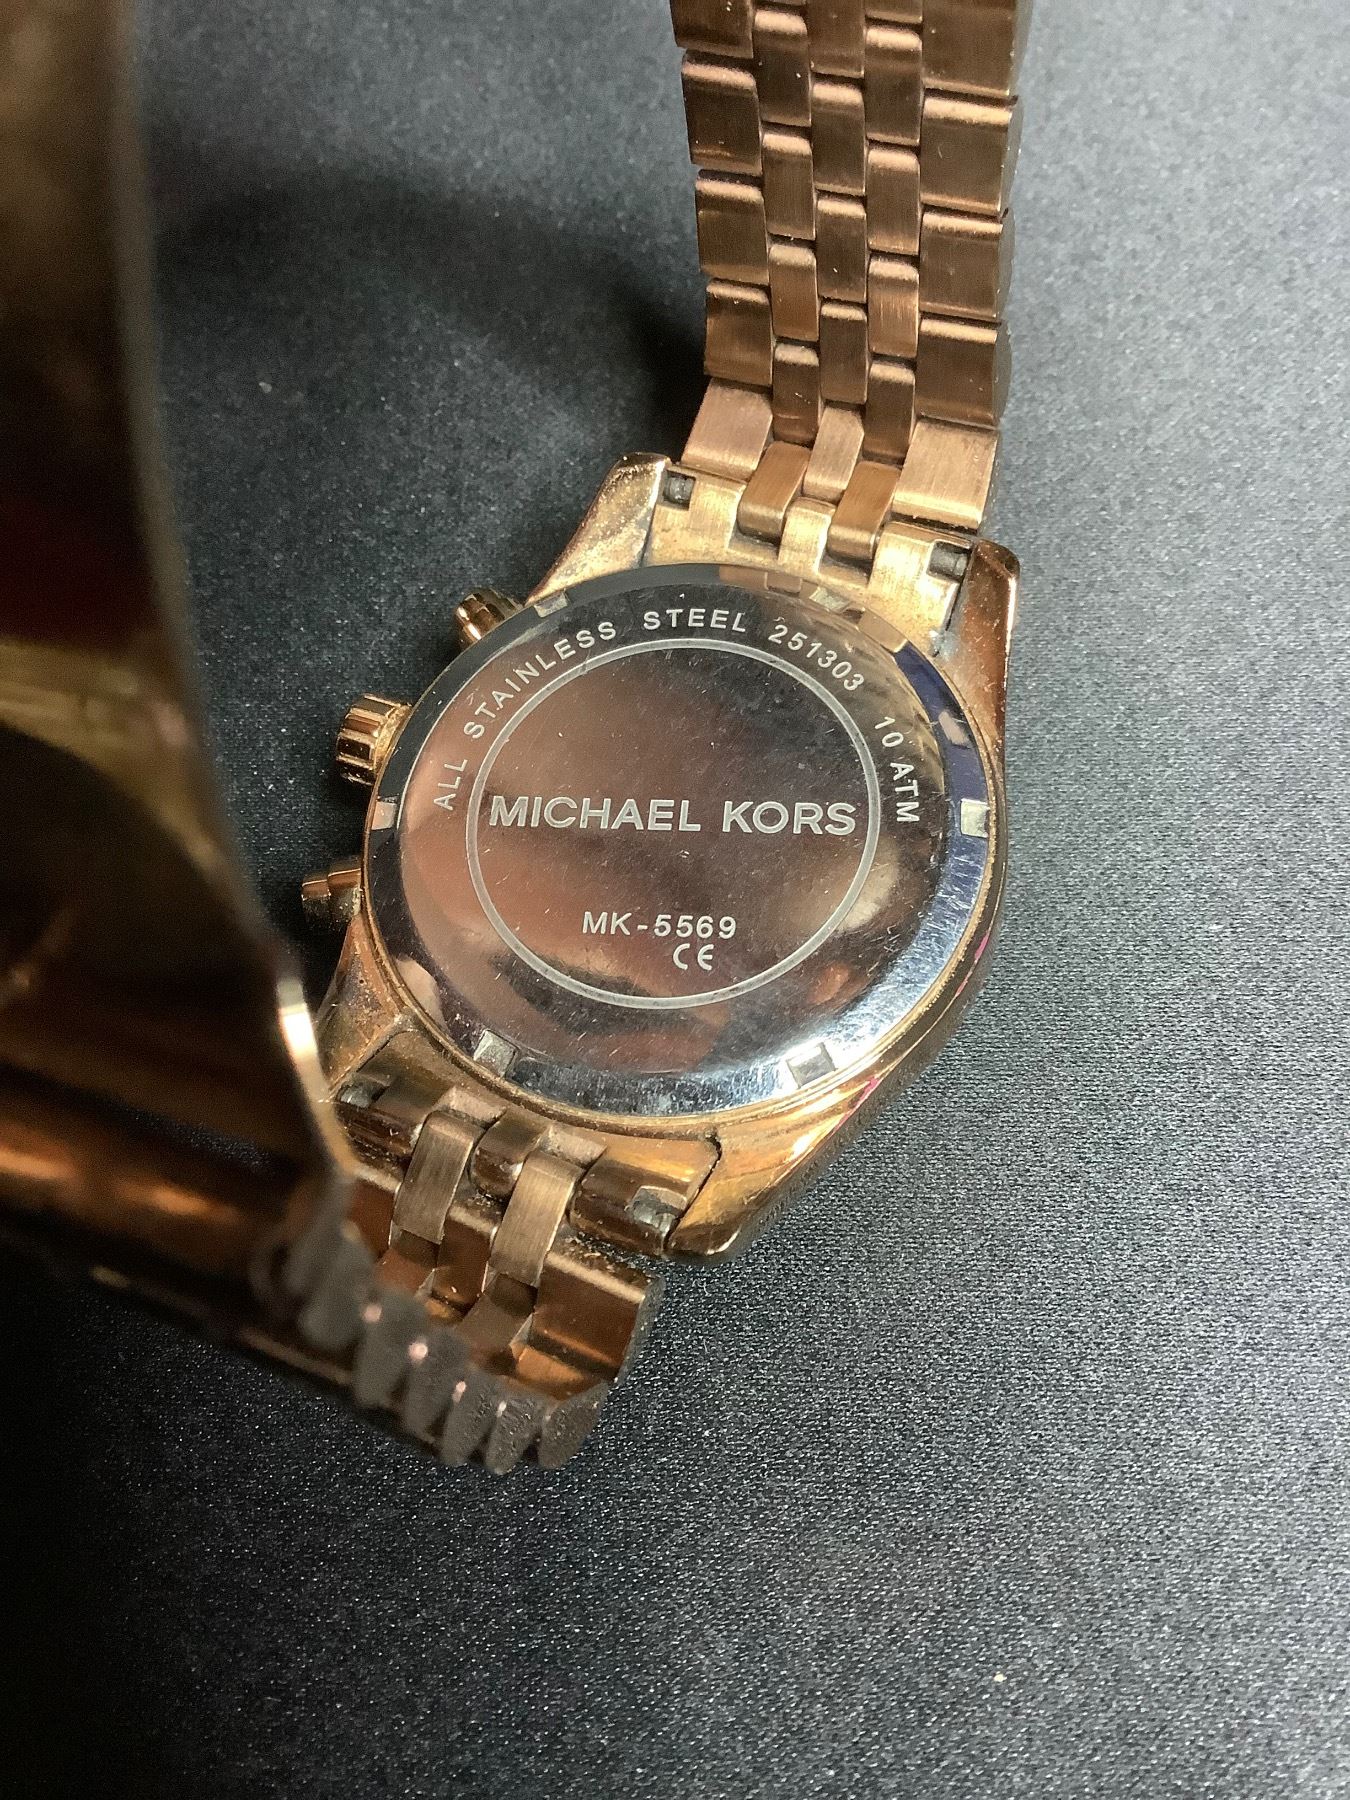 ALL STAINLESS STEEL 251303 10 ATM
MICHAEL KORS
MK-5569
CE